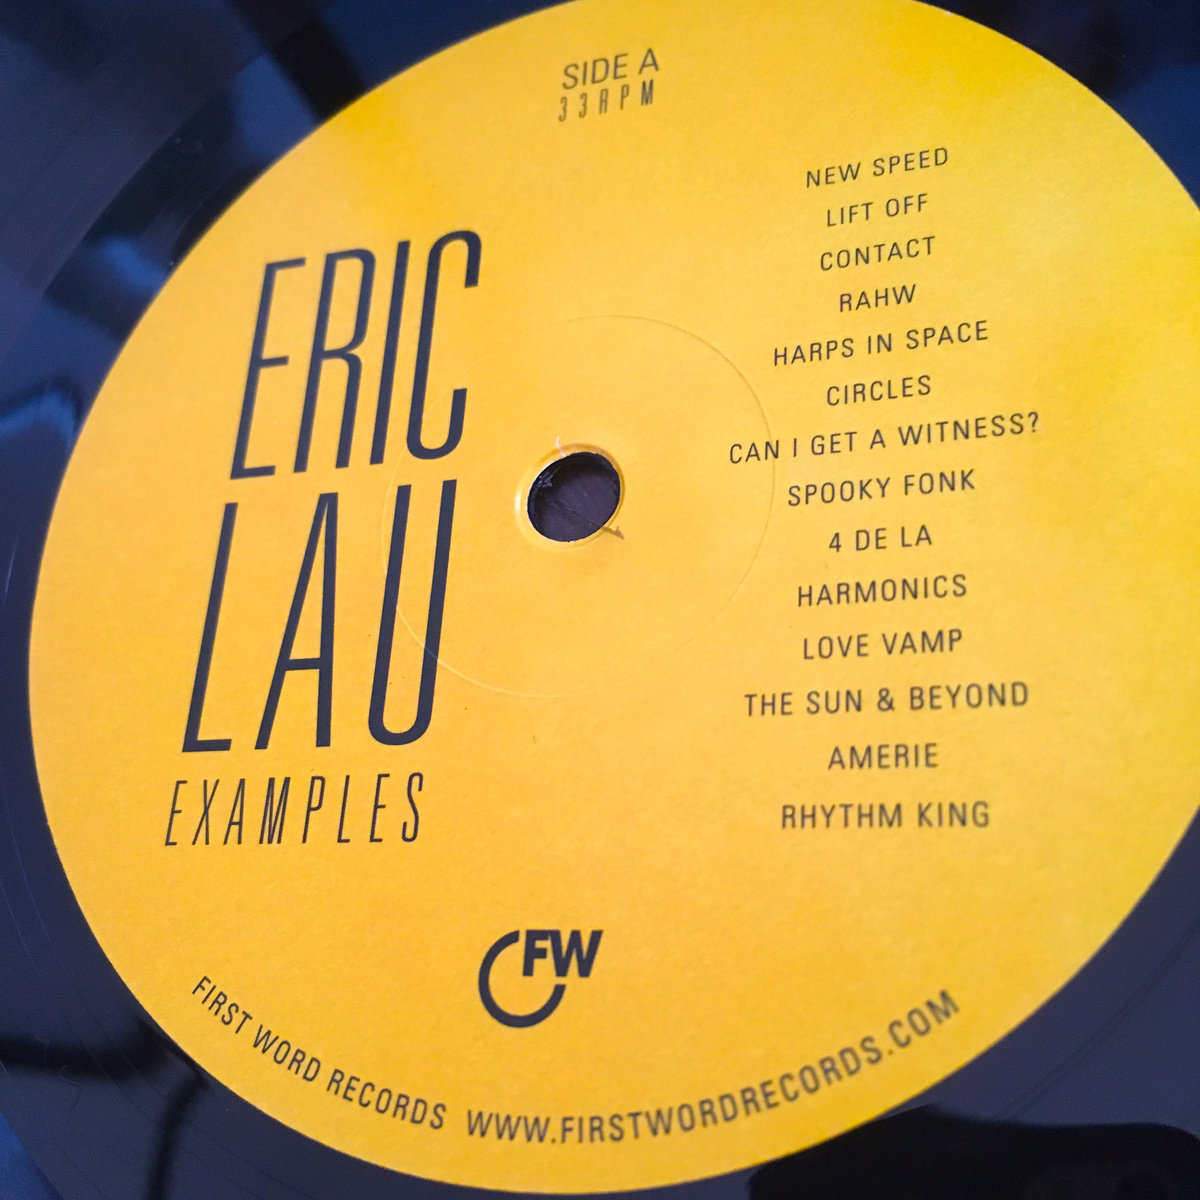 SIDE A
33RPM
ERIC
LAU
EXAMPLES
NEW SPEED
LIFT OFF
CONTACT
RAHW
HARPS IN SPACE
CIRCLES
CAN I GET A WITNESS?
SPOOKY FONK
4 DE LA
HARMONICS
LOVE VAMP
THE SUN & BEYOND
AMERIE
RHYTHM KING
FW
FIRST WORD RECORDS WWW.FIRSTWORDRECORDS.COM